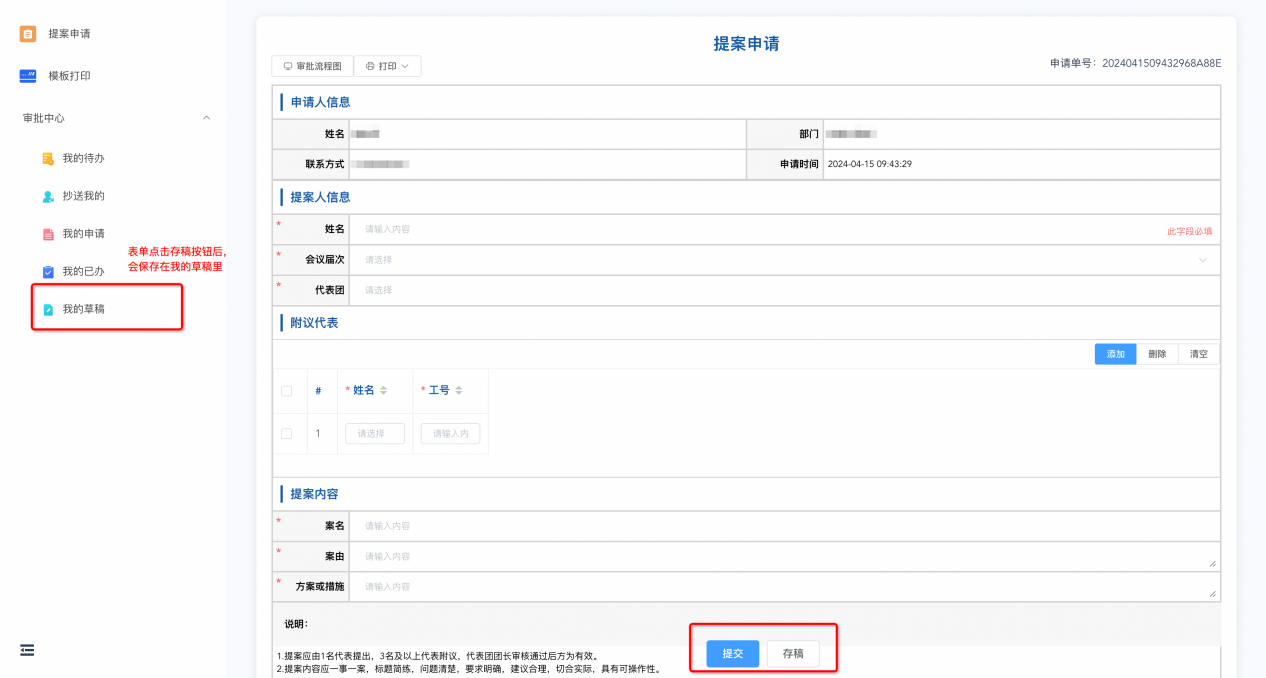 提案申请
模板打印
审批中心
我的待办
抄送我的
我的申请
表单点击存稿按钮后，
会保存在我的草稿里
我的已办
我的草稿
提案申请
审批流程图
打印
申请单号：2024041509432968A88E
申请人信息
姓名
部门
联系方式
申请时间
2024-04-15 09:43:29
提案人信息
* 姓名 请输入内容 此字段必填
* 会议届次 请选择
* 代表团 请选择
附议代表
添加 删除 清空
# * 姓名 * 工号
1 请选择 请输入内
提案内容
* 案名 请输入内容
* 案由 请输入内容
* 方案或措施 请输入内容
说明：
1.提案应由1名代表提出，3名及以上代表附议，代表团团长审核通过后方为有效。
2.提案内容应一事一案，标题简练，问题清楚，要求明确，建议合理，切合实际，具有可操作性。
提交 存稿